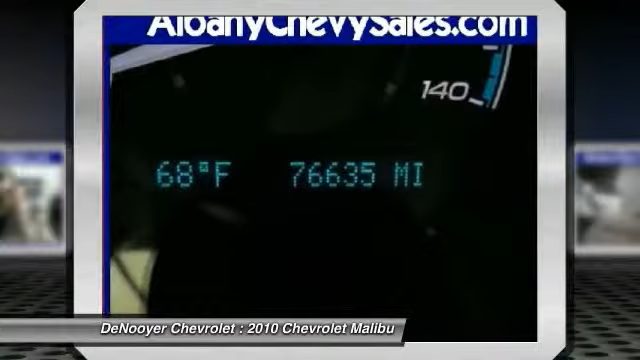 AlbanyChevySales.com
140
68°F 76635 MI
DeNooyer Chevrolet : 2010 Chevrolet Malibu